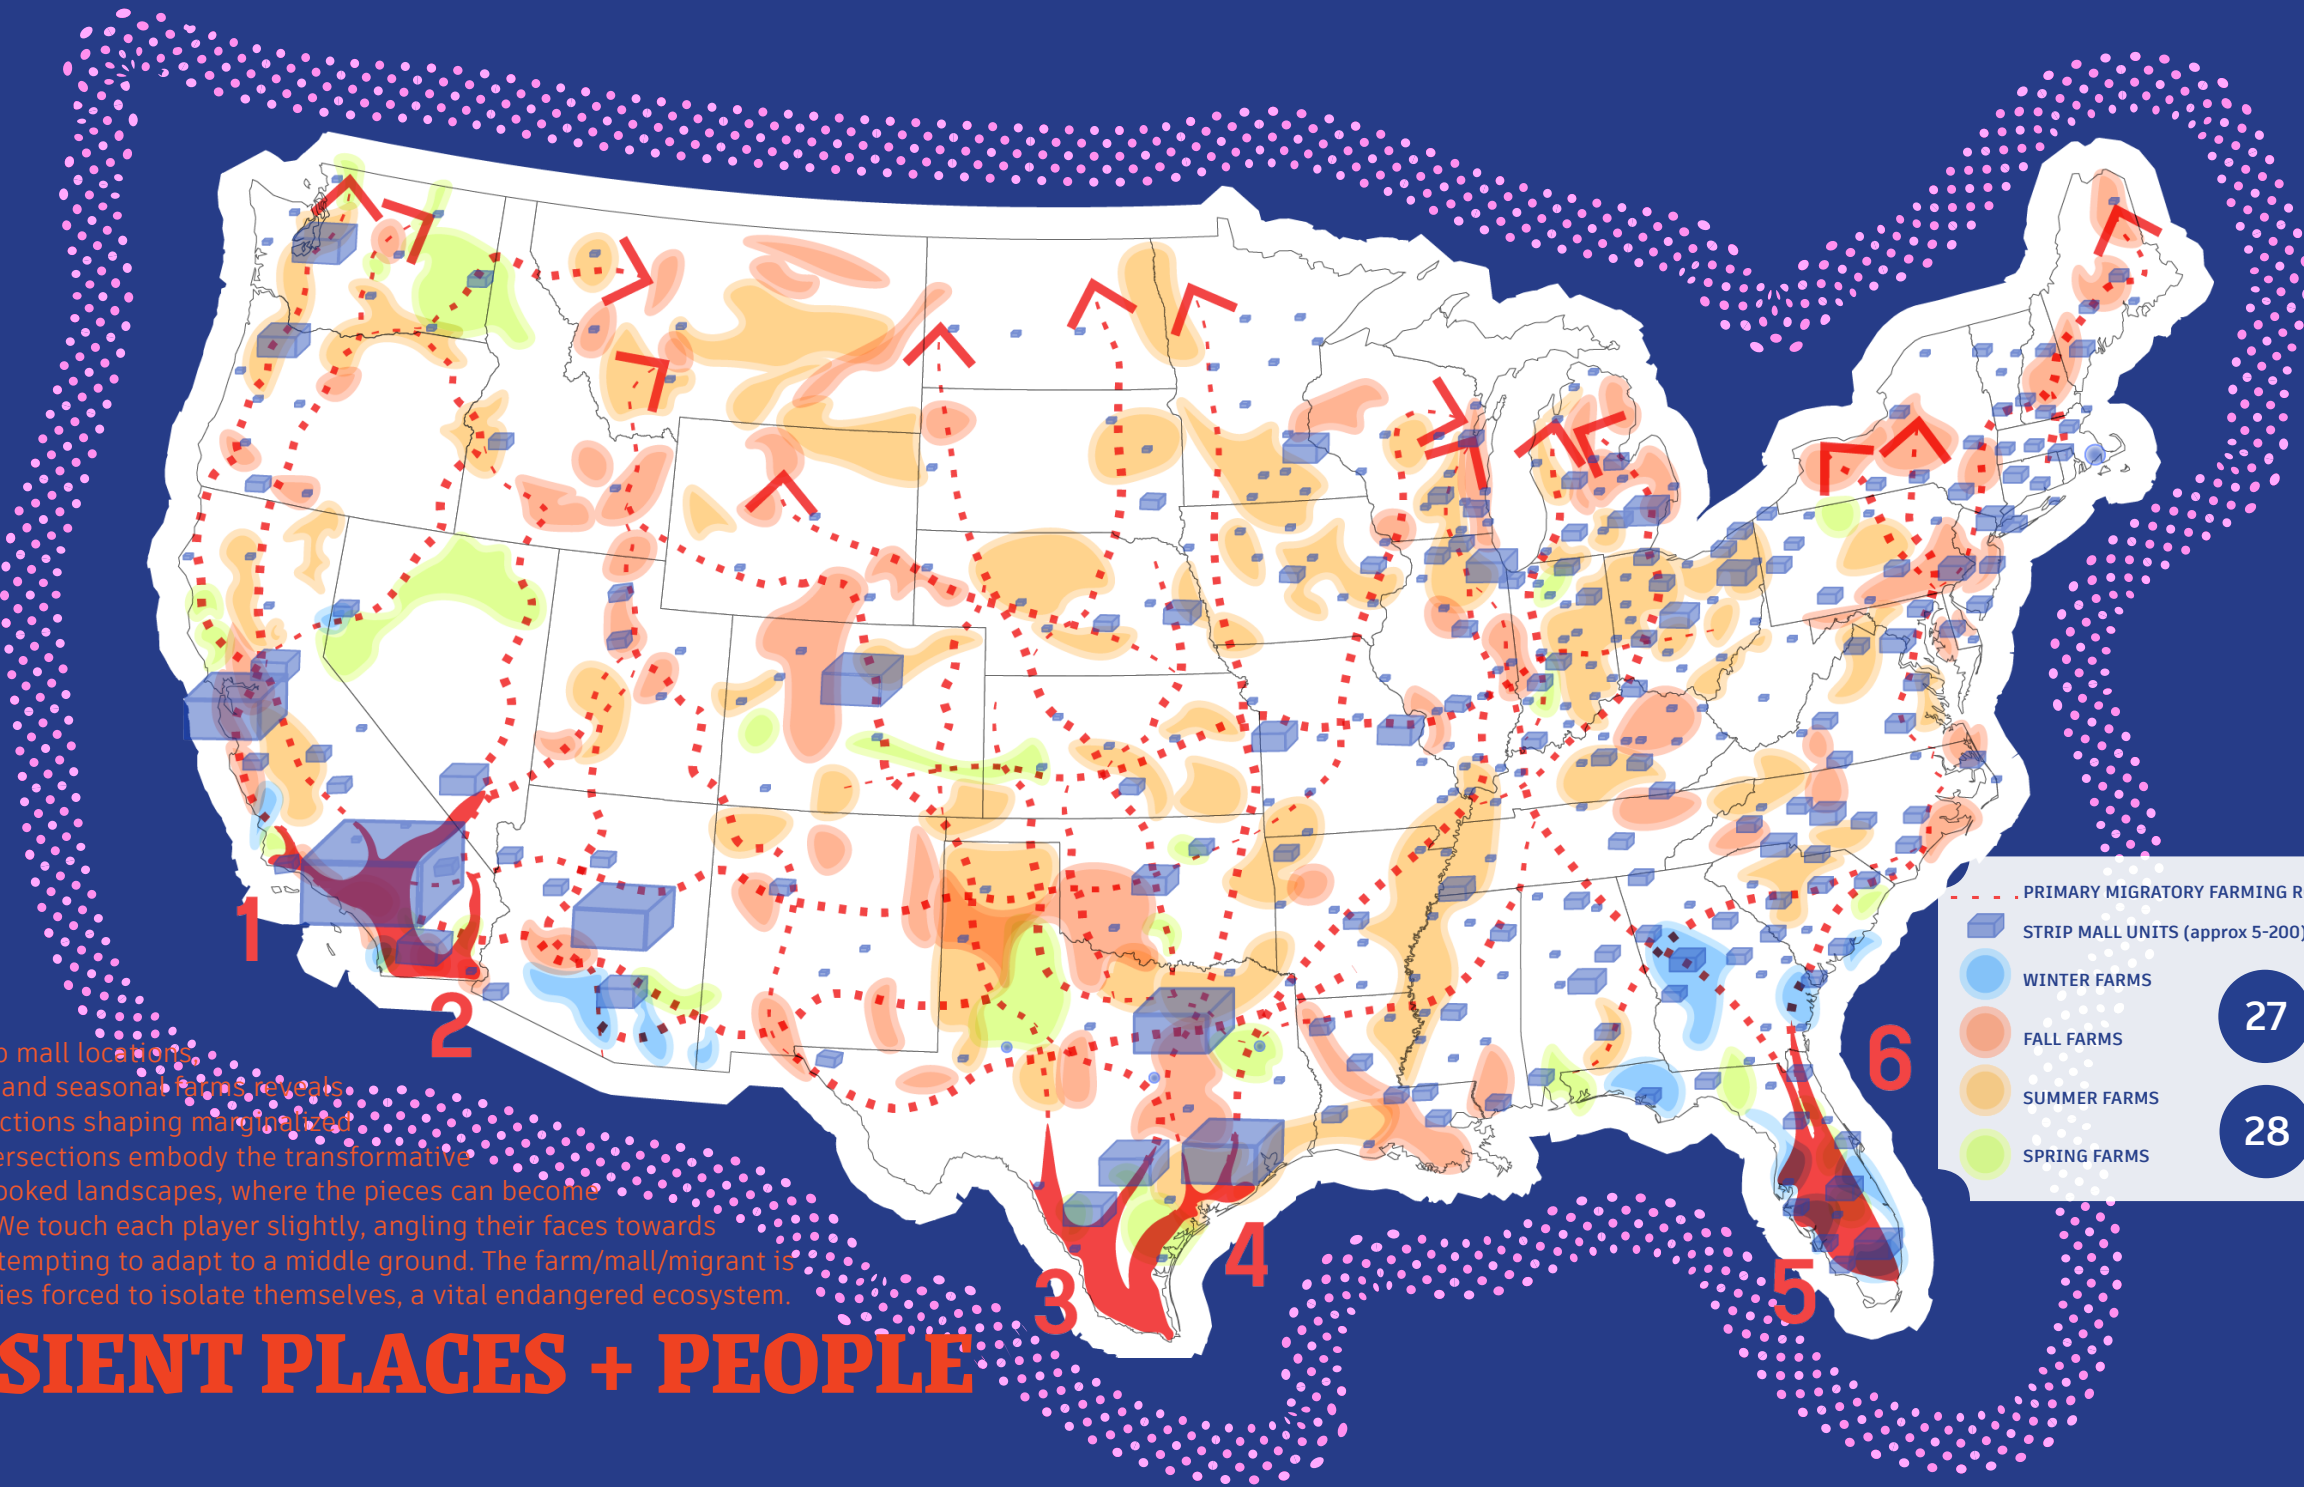 1
2
3
4
5
6
mall locations,
and seasonal farms reveals
ctions shaping marginalized
ersections embody the transformative
ooked landscapes, where the pieces can become
We touch each player slightly, angling their faces towards
tempting to adapt to a middle ground. The farm/mall/migrant is
ies forced to isolate themselves, a vital endangered ecosystem.
SIENT PLACES + PEOPLE
PRIMARY MIGRATORY FARMING R
STRIP MALL UNITS (approx 5-200)
WINTER FARMS
FALL FARMS
SUMMER FARMS
SPRING FARMS
27
28